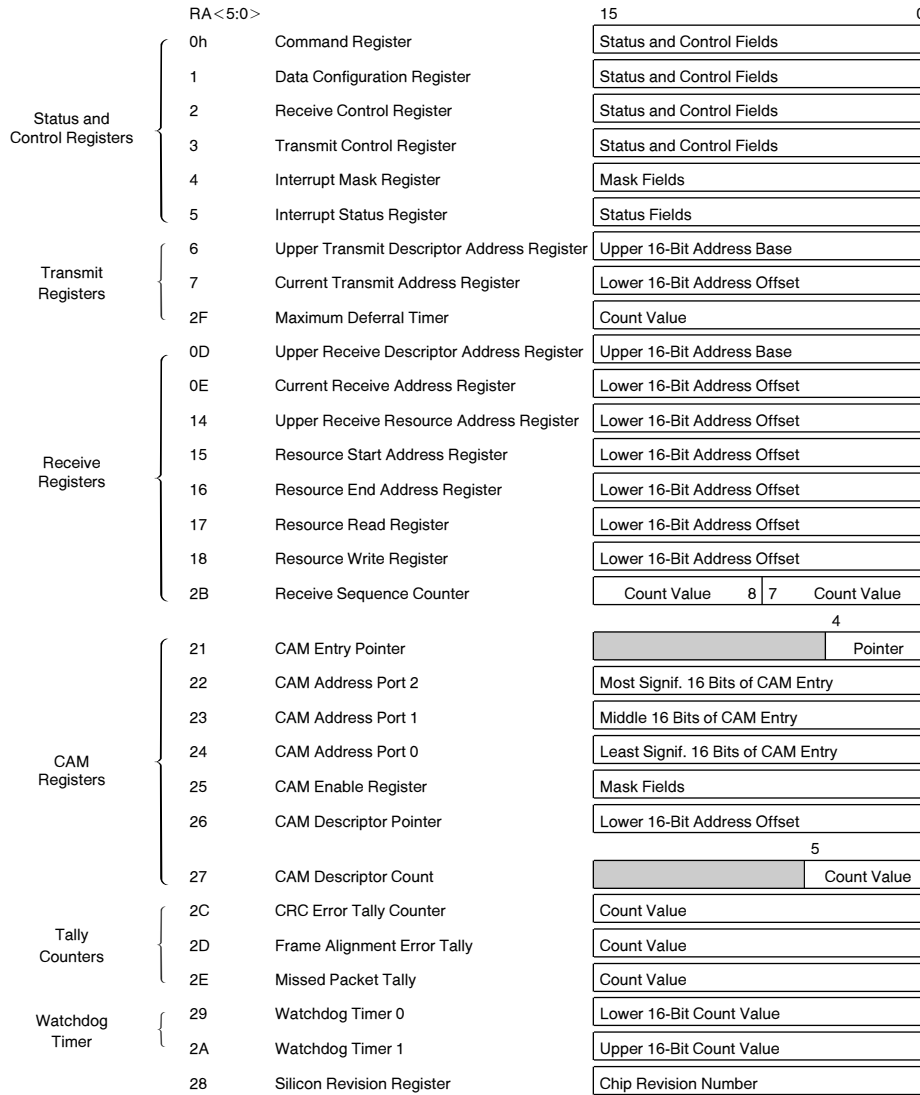 RA<5:0> 15 0
0h Command Register Status and Control Fields
1 Data Configuration Register Status and Control Fields
2 Receive Control Register Status and Control Fields
Status and
Control Registers
3 Transmit Control Register Status and Control Fields
4 Interrupt Mask Register Mask Fields
5 Interrupt Status Register Status Fields
6 Upper Transmit Descriptor Address Register Upper 16-Bit Address Base
Transmit
Registers
7 Current Transmit Address Register Lower 16-Bit Address Offset
2F Maximum Deferral Timer Count Value
0D Upper Receive Descriptor Address Register Upper 16-Bit Address Base
0E Current Receive Address Register Lower 16-Bit Address Offset
14 Upper Receive Resource Address Register Lower 16-Bit Address Offset
15 Resource Start Address Register Lower 16-Bit Address Offset
Receive
Registers
16 Resource End Address Register Lower 16-Bit Address Offset
17 Resource Read Register Lower 16-Bit Address Offset
18 Resource Write Register Lower 16-Bit Address Offset
2B Receive Sequence Counter Count Value 8 7 Count Value
4
21 CAM Entry Pointer Pointer
22 CAM Address Port 2 Most Signif. 16 Bits of CAM Entry
23 CAM Address Port 1 Middle 16 Bits of CAM Entry
24 CAM Address Port 0 Least Signif. 16 Bits of CAM Entry
CAM
Registers
25 CAM Enable Register Mask Fields
26 CAM Descriptor Pointer Lower 16-Bit Address Offset
5
27 CAM Descriptor Count Count Value
2C CRC Error Tally Counter Count Value
Tally
Counters
2D Frame Alignment Error Tally Count Value
2E Missed Packet Tally Count Value
29 Watchdog Timer 0 Lower 16-Bit Count Value
Watchdog
Timer
2A Watchdog Timer 1 Upper 16-Bit Count Value
28 Silicon Revision Register Chip Revision Number